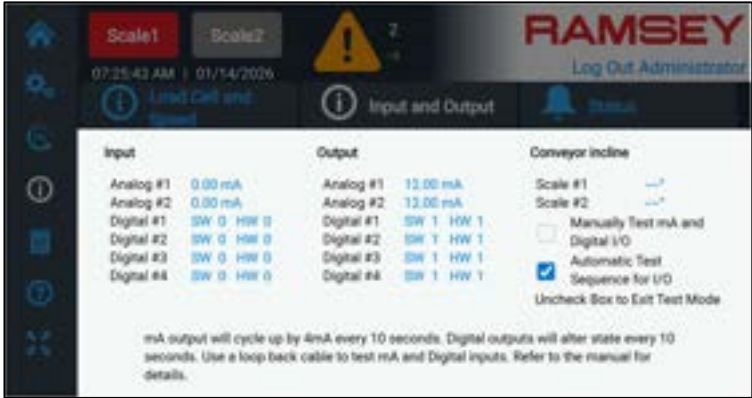 Scale1 Scale2 2 RAMSEY
07:25:43 AM | 01/14/2026 Log Out Administrator
Load Cell and Speed Input and Output Status
Input Output Conveyor incline
Analog #1 0.00 mA Analog #1 12.00 mA Scale #1 ---°
Analog #2 0.00 mA Analog #2 12.00 mA Scale #2 ---°
Digital #1 SW 0 HW 0 Digital #1 SW 1 HW 1 Manually Test mA and
Digital #2 SW 0 HW 0 Digital #2 SW 1 HW 1 Digital I/O
Digital #3 SW 0 HW 0 Digital #3 SW 1 HW 1 Automatic Test
Digital #4 SW 0 HW 0 Digital #4 SW 1 HW 1 Sequence for I/O
Uncheck Box to Exit Test Mode
mA output will cycle up by 4mA every 10 seconds. Digital outputs will alter state every 10
seconds. Use a loop back cable to test mA and Digital inputs. Refer to the manual for
details.